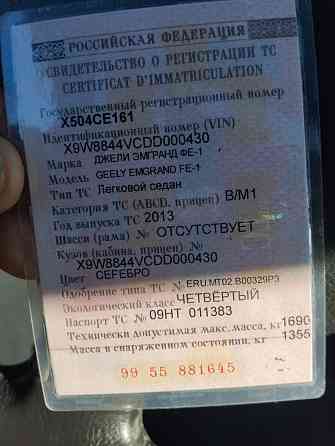 РОССИЙСКАЯ ФЕДЕРАЦИЯ
СВИДЕТЕЛЬСТВО О РЕГИСТРАЦИИ ТС
CERTIFICAT D'IMMATRICULATION
Государственный регистрационный номер
Х504СЕ161
Идентификационный номер (VIN)
X9W8844VCDD000430
Марка ДЖЕЛИ ЭМГРАНД ФЕ-1
Модель GEELY EMGRAND FE-1
Тип ТС Легковой седан
Категория ТС (ABCD, прицеп) B/M1
Год выпуска ТС 2013
Шасси (рама) № ОТСУТСТВУЕТ
Кузов (кабина, прицеп) №
X9W8844VCDD000430
Цвет СЕРЕБРО
Одобрение типа ТС № E RU.MT02.B00329P3
Экологический класс ЧЕТВЁРТЫЙ
Паспорт ТС № 09НТ 011383
Технически допустимая макс. масса, кг 1690
Масса в снаряженном состоянии, кг 1355
99 55 881645